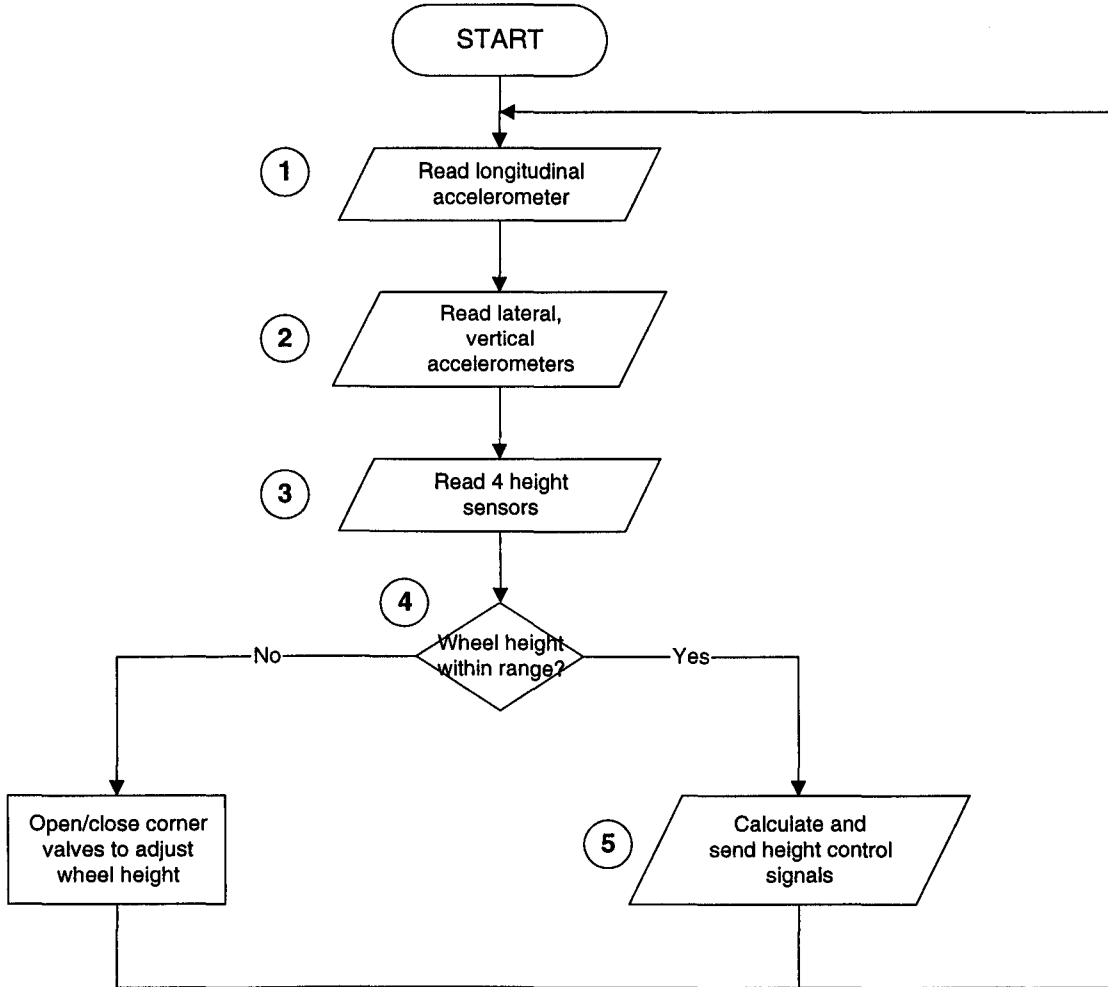 START
1
Read longitudinal
accelerometer
2
Read lateral,
vertical
accelerometers
3
Read 4 height
sensors
4
Wheel height
within range?
No
Yes
Open/close corner
valves to adjust
wheel height
5
Calculate and
send height control
signals